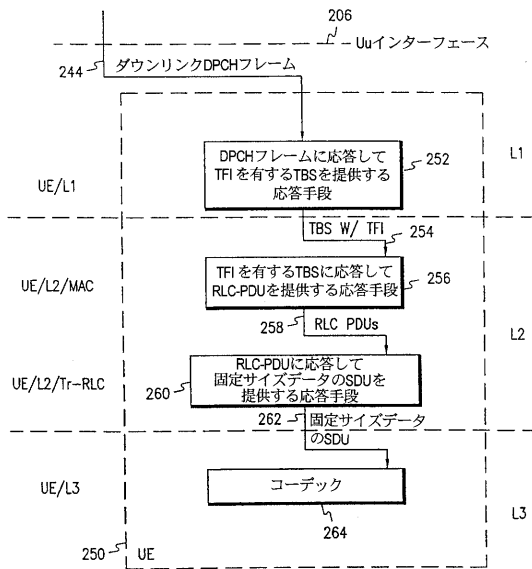 206
Uuインターフェース
244
ダウンリンクDPCHフレーム
DPCHフレームに応答して
TFIを有するTBSを提供する
応答手段
252
L1
UE/L1
TBS W/ TFI
254
UE/L2/MAC
TFIを有するTBSに応答して
RLC-PDUを提供する応答手段
256
258
RLC PDUs
L2
UE/L2/Tr-RLC
RLC-PDUに応答して
固定サイズデータのSDUを
提供する応答手段
260
262
固定サイズデータ
のSDU
UE/L3
コーデック
264
L3
250
UE